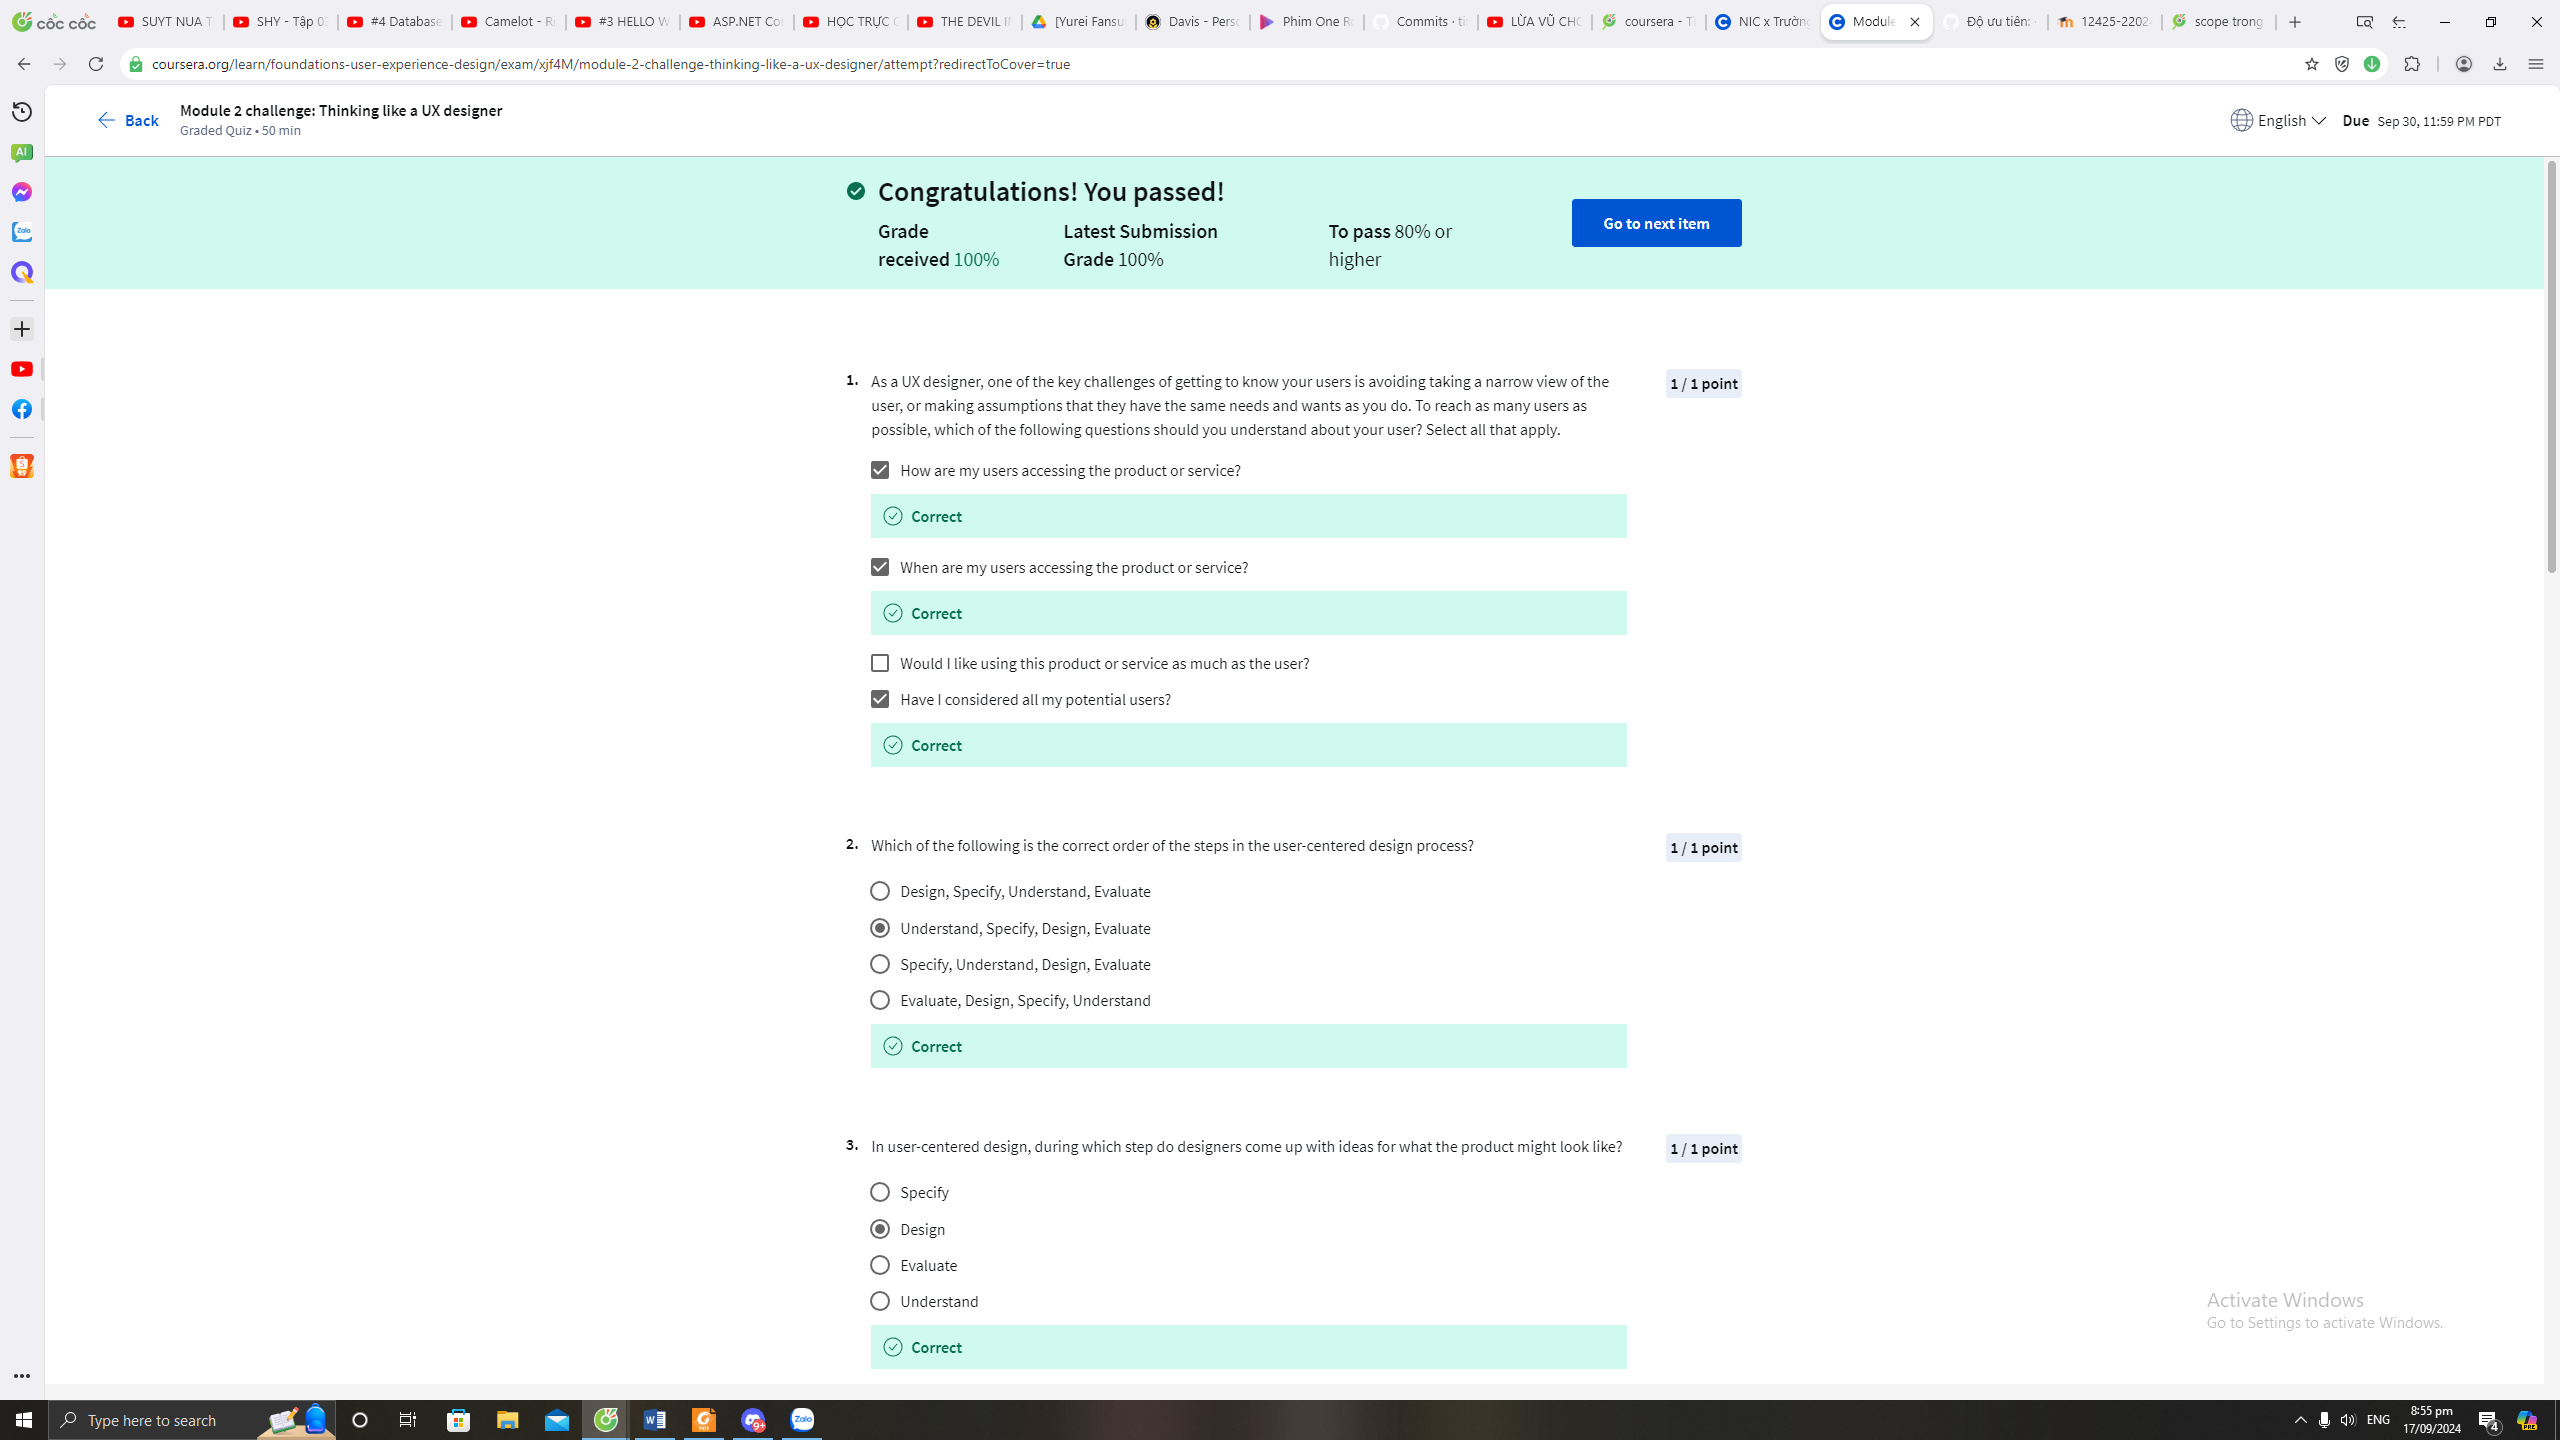 cốc cốc
SUYT NUA T
SHY - Tập 03
#4 Database
Camelot - Ri
#3 HELLO W
ASP.NET Cor
HỌC TRỰC
THE DEVIL I
[Yurei Fansu
Davis - Perso
Phim One Ro
Commits · ti
LỪA VŨ CHO
coursera - T
NIC x Trường
Module
Độ ưu tiên:
12425-2202
scope trong
coursera.org/learn/foundations-user-experience-design/exam/xjf4M/module-2-challenge-thinking-like-a-ux-designer/attempt?redirectToCover=true
AI
Zalo
Back
Module 2 challenge: Thinking like a UX designer
Graded Quiz • 50 min
English
Due Sep 30, 11:59 PM PDT
Congratulations! You passed!
Grade
received 100%
Latest Submission
Grade 100%
To pass 80% or
higher
Go to next item
1. As a UX designer, one of the key challenges of getting to know your users is avoiding taking a narrow view of the
user, or making assumptions that they have the same needs and wants as you do. To reach as many users as
possible, which of the following questions should you understand about your user? Select all that apply.
1 / 1 point
How are my users accessing the product or service?
Correct
When are my users accessing the product or service?
Correct
Would I like using this product or service as much as the user?
Have I considered all my potential users?
Correct
2. Which of the following is the correct order of the steps in the user-centered design process?
1 / 1 point
Design, Specify, Understand, Evaluate
Understand, Specify, Design, Evaluate
Specify, Understand, Design, Evaluate
Evaluate, Design, Specify, Understand
Correct
3. In user-centered design, during which step do designers come up with ideas for what the product might look like?
1 / 1 point
Specify
Design
Evaluate
Understand
Correct
Activate Windows
Go to Settings to activate Windows.
Type here to search
9+
Zalo
ENG
8:55 pm
17/09/2024
4